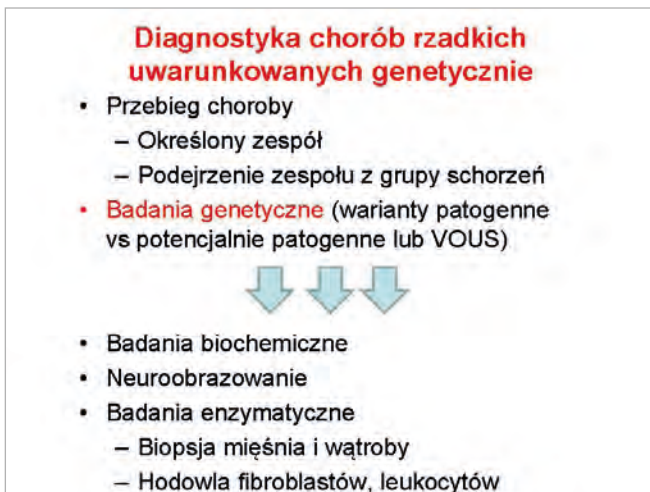 Diagnostyka chorób rzadkich
uwarunkowanych genetycznie
• Przebieg choroby
– Określony zespół
– Podejrzenie zespołu z grupy schorzeń
• Badania genetyczne (warianty patogenne
vs potencjalnie patogenne lub VOUS)
• Badania biochemiczne
• Neuroobrazowanie
• Badania enzymatyczne
– Biopsja mięśnia i wątroby
– Hodowla fibroblastów, leukocytów